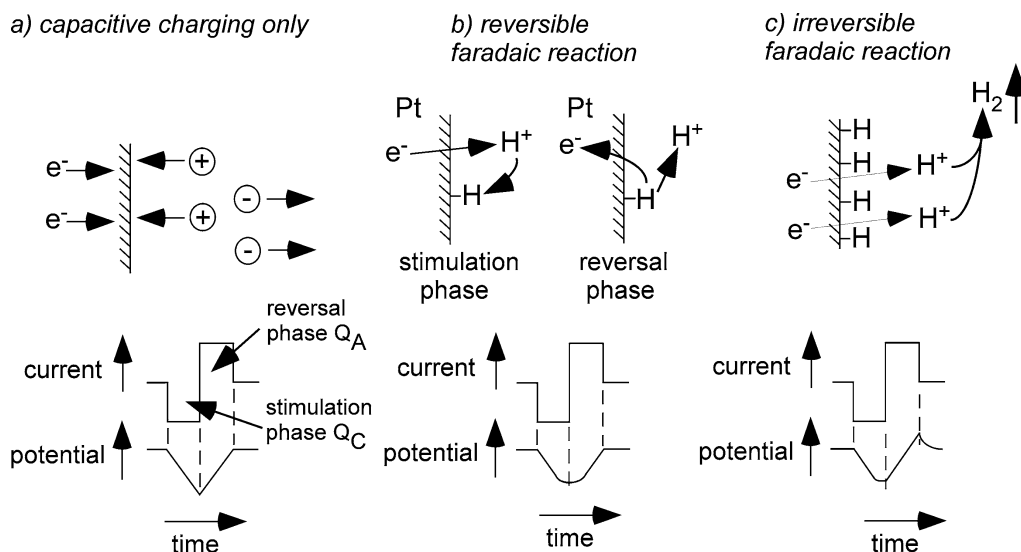 a) capacitive charging only
e-
+
e-
+
-
-
reversal
phase QA
current
stimulation
phase QC
potential
time
b) reversible
faradaic reaction
Pt
e-
H+
H
e-
H+
H
stimulation
phase
reversal
phase
current
potential
time
c) irreversible
faradaic reaction
H2
H
H
e-
H+
H
e-
H+
H
current
potential
time